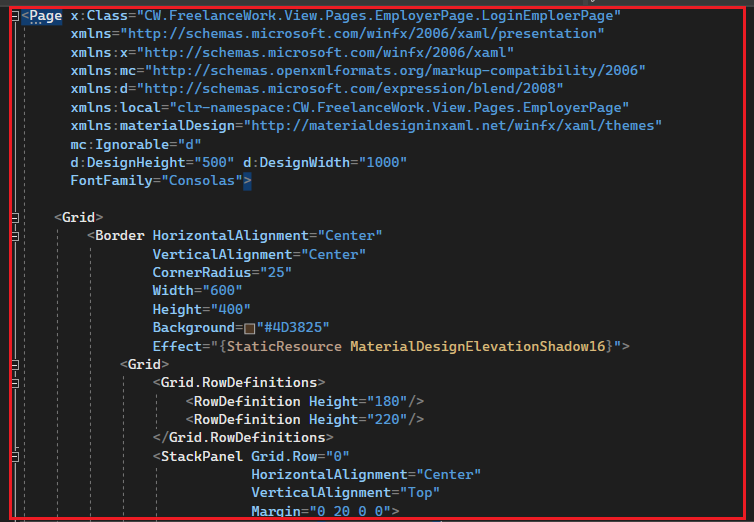 <Page x:Class="CW.FreelanceWork.View.Pages.EmployerPage.LoginEmploerPage"
xmlns="http://schemas.microsoft.com/winfx/2006/xaml/presentation"
xmlns:x="http://schemas.microsoft.com/winfx/2006/xaml"
xmlns:mc="http://schemas.openxmlformats.org/markup-compatibility/2006"
xmlns:d="http://schemas.microsoft.com/expression/blend/2008"
xmlns:local="clr-namespace:CW.FreelanceWork.View.Pages.EmployerPage"
xmlns:materialDesign="http://materialdesigninxaml.net/winfx/xaml/themes"
mc:Ignorable="d"
d:DesignHeight="500" d:DesignWidth="1000"
FontFamily="Consolas">
<Grid>
<Border HorizontalAlignment="Center"
VerticalAlignment="Center"
CornerRadius="25"
Width="600"
Height="400"
Background="#4D3825"
Effect="{StaticResource MaterialDesignElevationShadow16}">
<Grid>
<Grid.RowDefinitions>
<RowDefinition Height="180"/>
<RowDefinition Height="220"/>
</Grid.RowDefinitions>
<StackPanel Grid.Row="0"
HorizontalAlignment="Center"
VerticalAlignment="Top"
Margin="0 20 0 0">